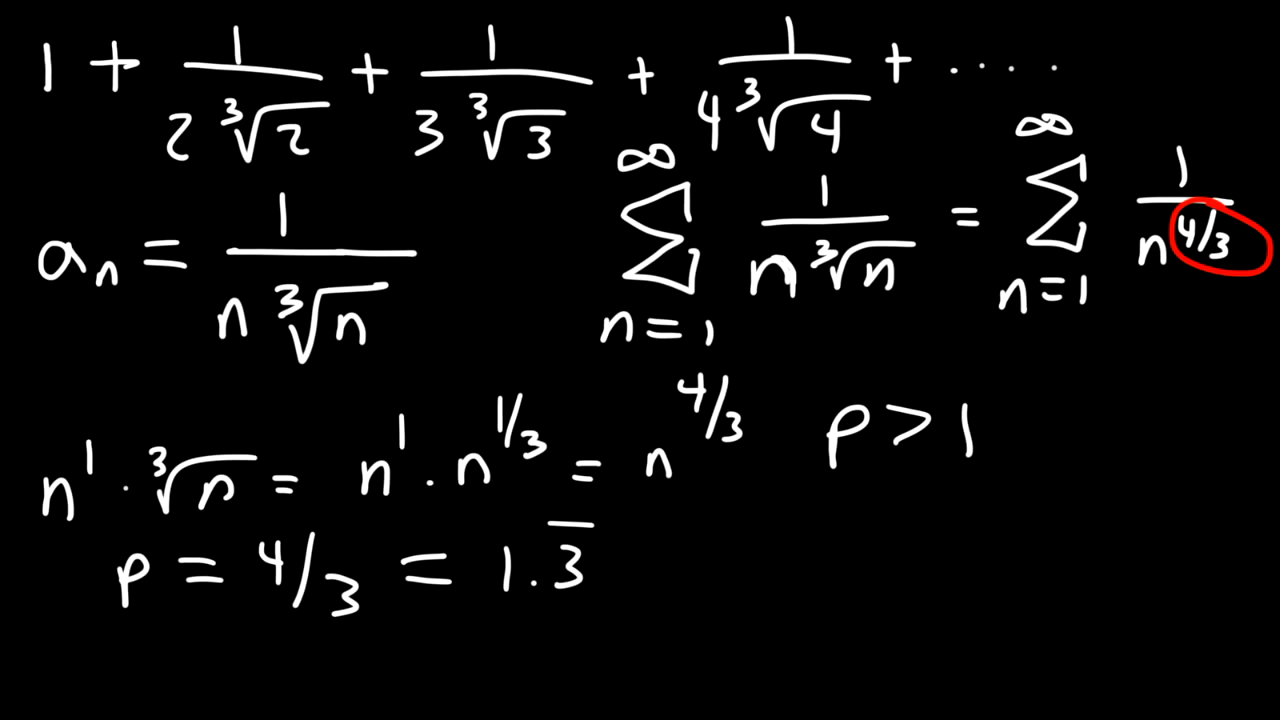 1 + 1/(2∛2) + 1/(3∛3) + 1/(4∛4) + ·····
aₙ = 1/(n∛n)
∞∑n=1 1/(n∛n) = ∞∑n=1 1/n^(4/3)
n¹ · ∛n = n¹ · n^(1/3) = n^(4/3)
p > 1
p = 4/3 = 1.3̅